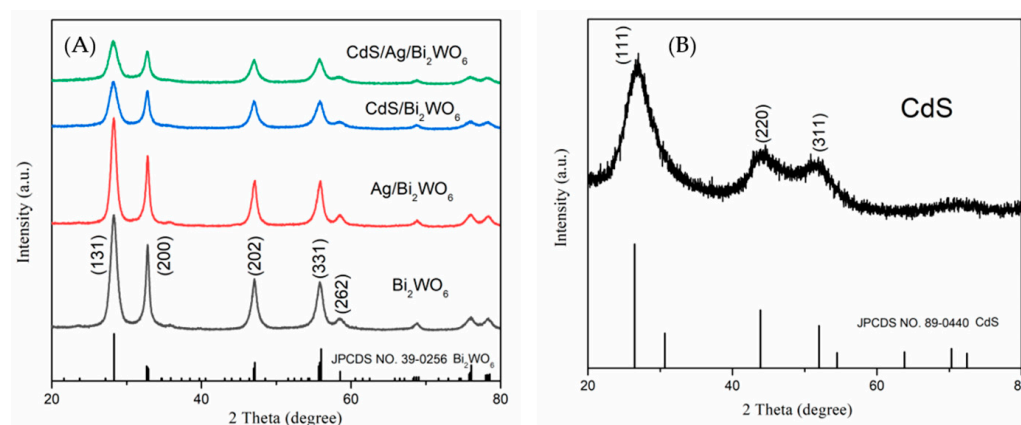 (A)
CdS/Ag/Bi₂WO₆
CdS/Bi₂WO₆
Ag/Bi₂WO₆
(131)
(200)
(202)
(331)
(262)
Bi₂WO₆
JPCDS NO. 39-0256 Bi₂WO₆
20 40 60 80
2 Theta (degree)
Intensity (a.u.)
(B)
(111)
(220)
(311)
CdS
JPCDS NO. 89-0440 CdS
20 40 60 80
2 Theta (degree)
Intensity (a.u.)